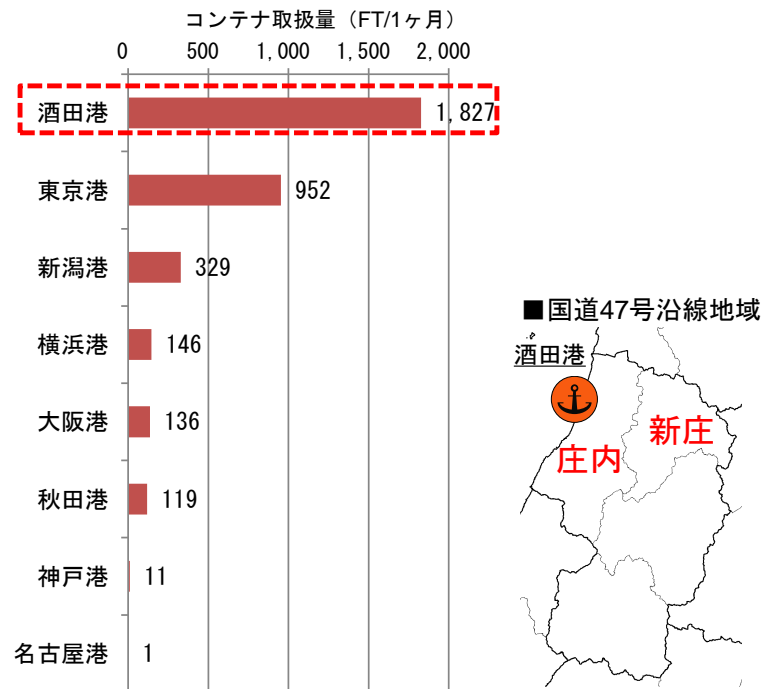 コンテナ取扱量（FT/1ヶ月）
0 500 1,000 1,500 2,000
酒田港 1,827
東京港 952
新潟港 329
横浜港 146
大阪港 136
秋田港 119
神戸港 11
名古屋港 1
■国道47号沿線地域
酒田港
新庄
庄内